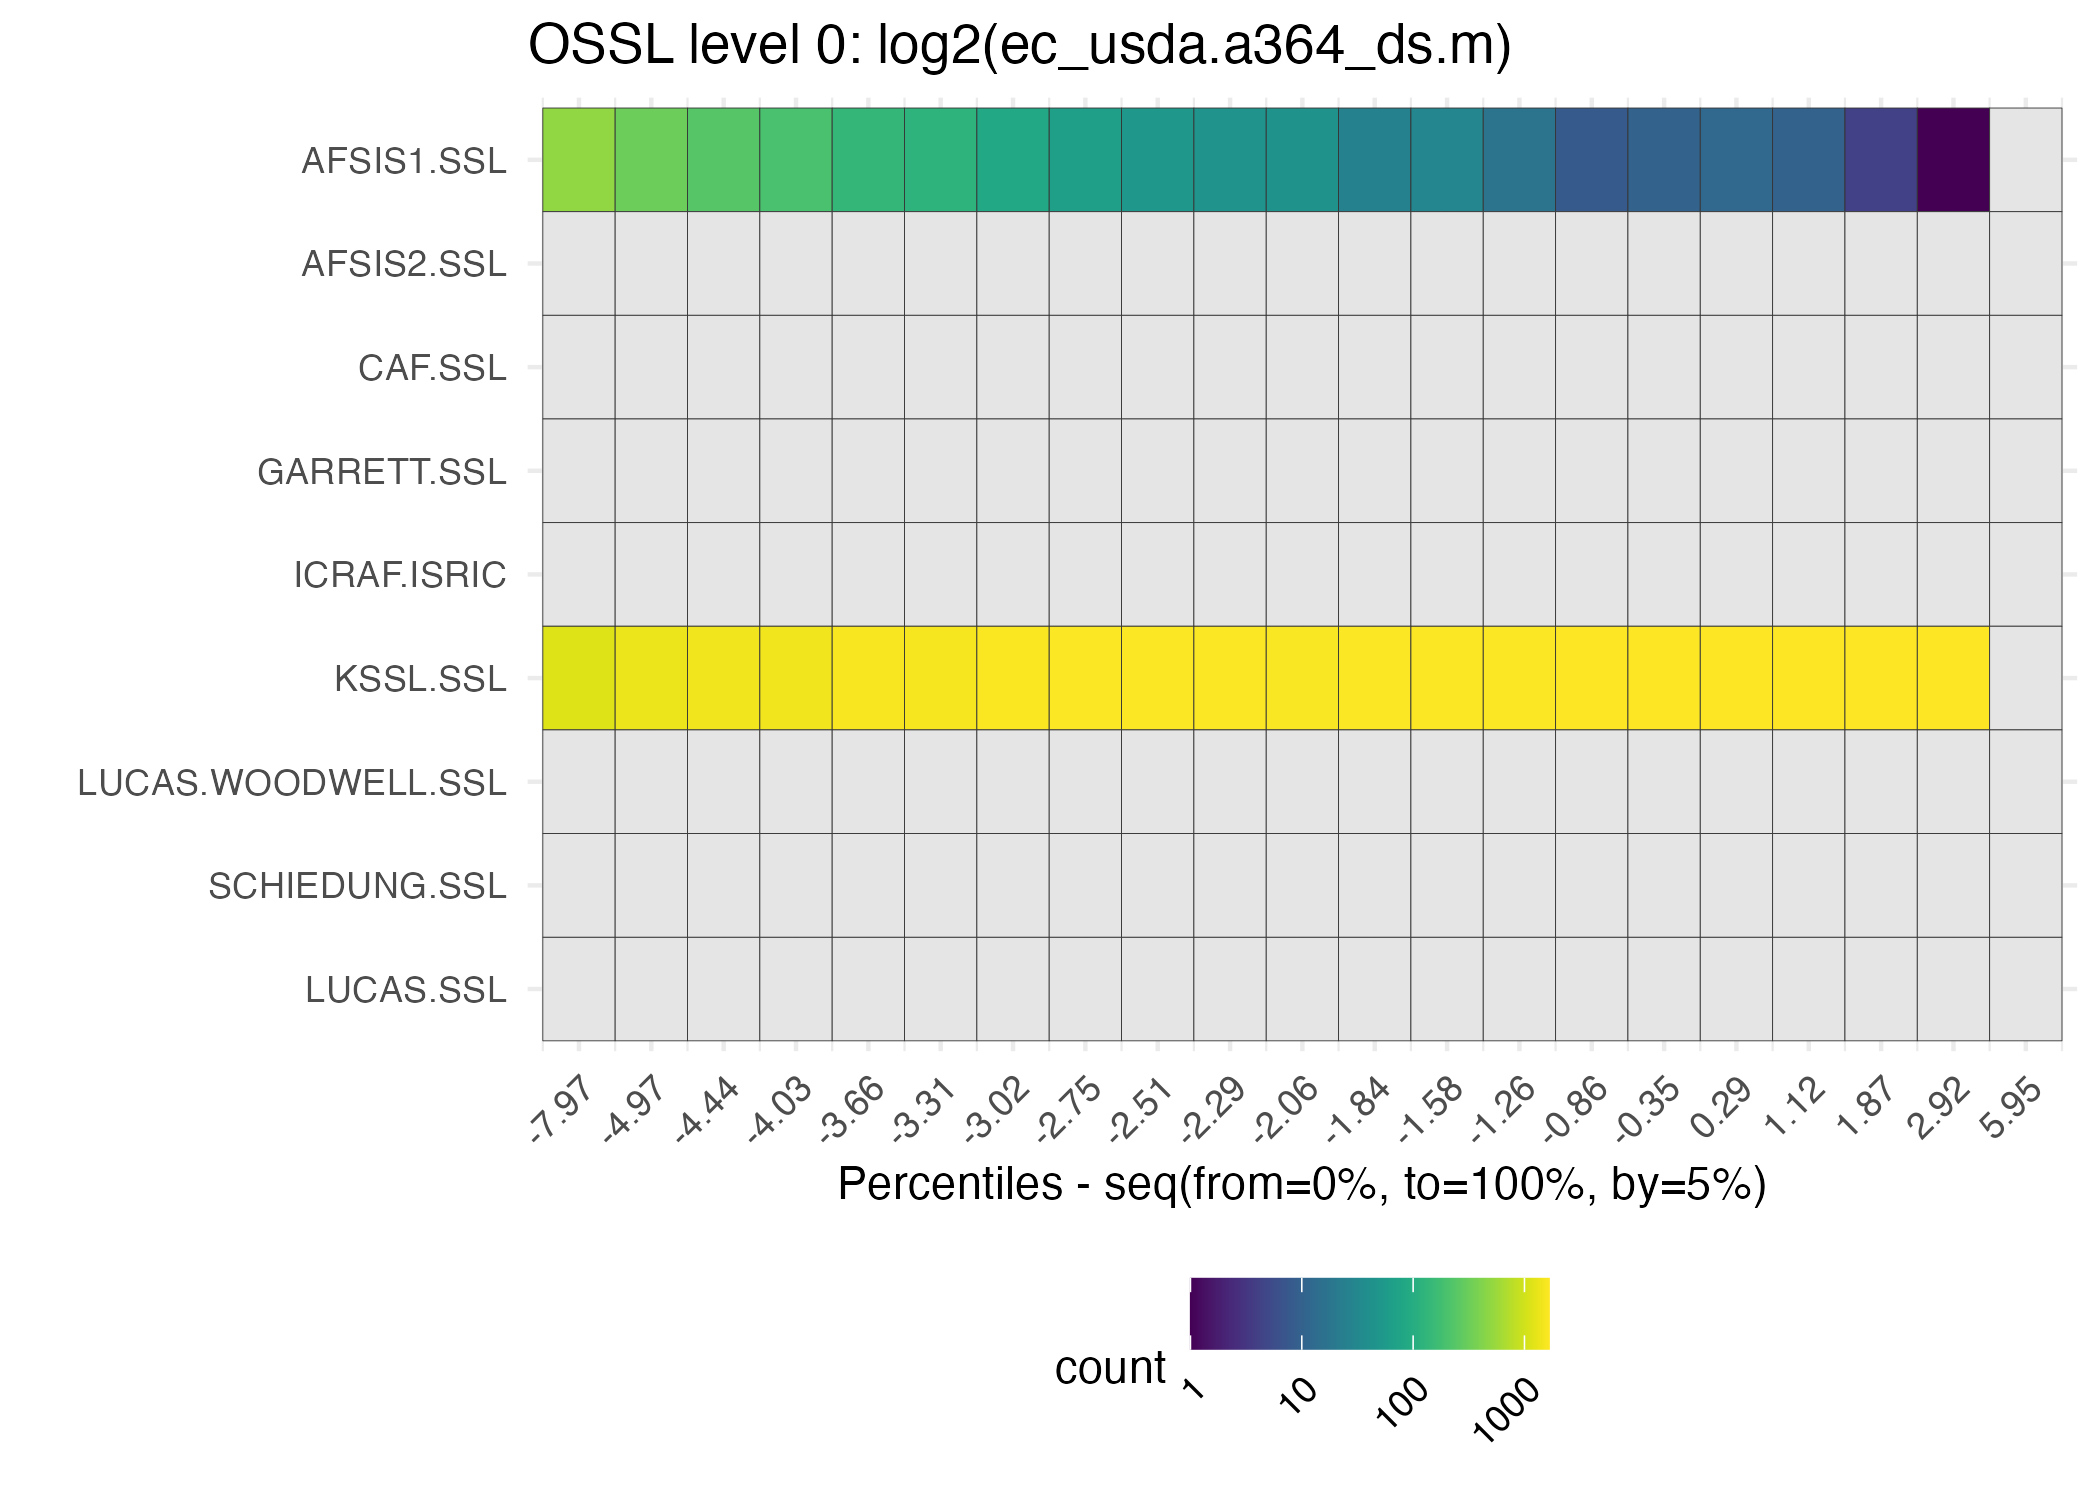 OSSL level 0: log2(ec_usda.a364_ds.m)
AFSIS1.SSL
AFSIS2.SSL
CAF.SSL
GARRETT.SSL
ICRAF.ISRIC
KSSL.SSL
LUCAS.WOODWELL.SSL
SCHIEDUNG.SSL
LUCAS.SSL
-7.97 -4.97 -4.44 -4.03 -3.66 -3.31 -3.02 -2.75 -2.51 -2.29 -2.06 -1.84 -1.58 -1.26 -0.86 -0.35 0.29 1.12 1.87 2.92 5.95
Percentiles - seq(from=0%, to=100%, by=5%)
count
1 10 100 1000